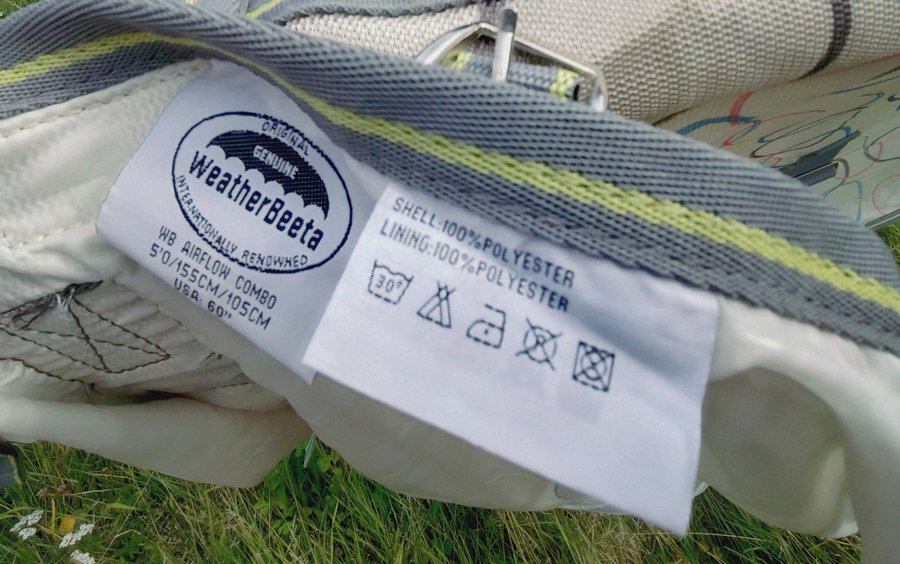 ORIGINAL
GENUINE
WeatherBeeta
INTERNATIONALLY RENOWNED
WB AIRFLOW COMBO
5'0/155CM/105CM
USA: 60"
SHELL:100%POLYESTER
LINING:100%POLYESTER
30°